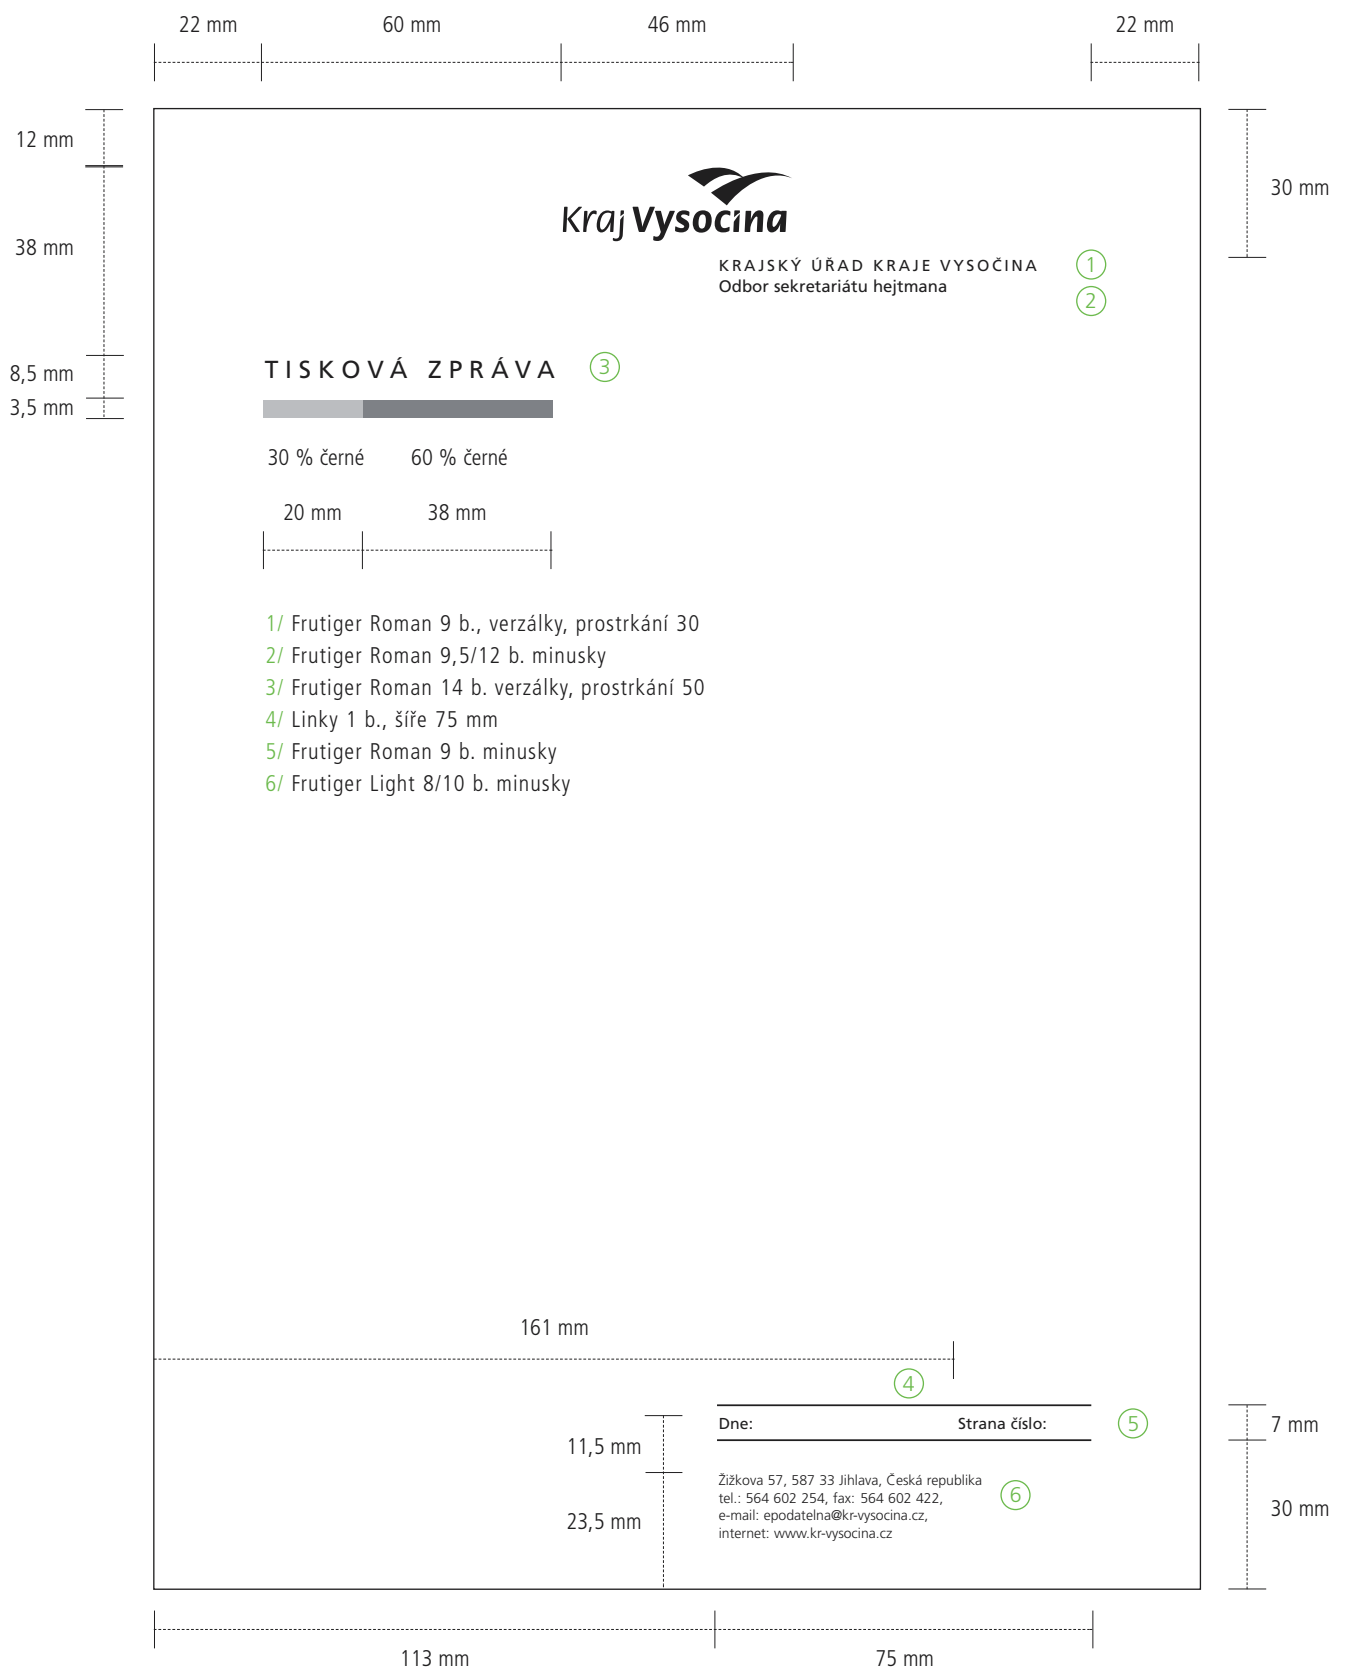 22 mm 60 mm 46 mm 22 mm
12 mm
30 mm
Kraj Vysocina
38 mm
KRAJSKÝ ÚŘAD KRAJE VYSOČINA 1
Odbor sekretariátu hejtmana 2
TISKOVÁ ZPRÁVA 3
8,5 mm
3,5 mm
30 % černé 60 % černé
20 mm 38 mm
1/ Frutiger Roman 9 b., verzálky, prostrkání 30
2/ Frutiger Roman 9,5/12 b. minusky
3/ Frutiger Roman 14 b. verzálky, prostrkání 50
4/ Linky 1 b., šíře 75 mm
5/ Frutiger Roman 9 b. minusky
6/ Frutiger Light 8/10 b. minusky
161 mm
4
Dne: Strana číslo: 5 7 mm
11,5 mm
Žižkova 57, 587 33 Jihlava, Česká republika
tel.: 564 602 254, fax: 564 602 422, 6
e-mail: epodatelna@kr-vysocina.cz,
internet: www.kr-vysocina.cz
23,5 mm 30 mm
113 mm 75 mm